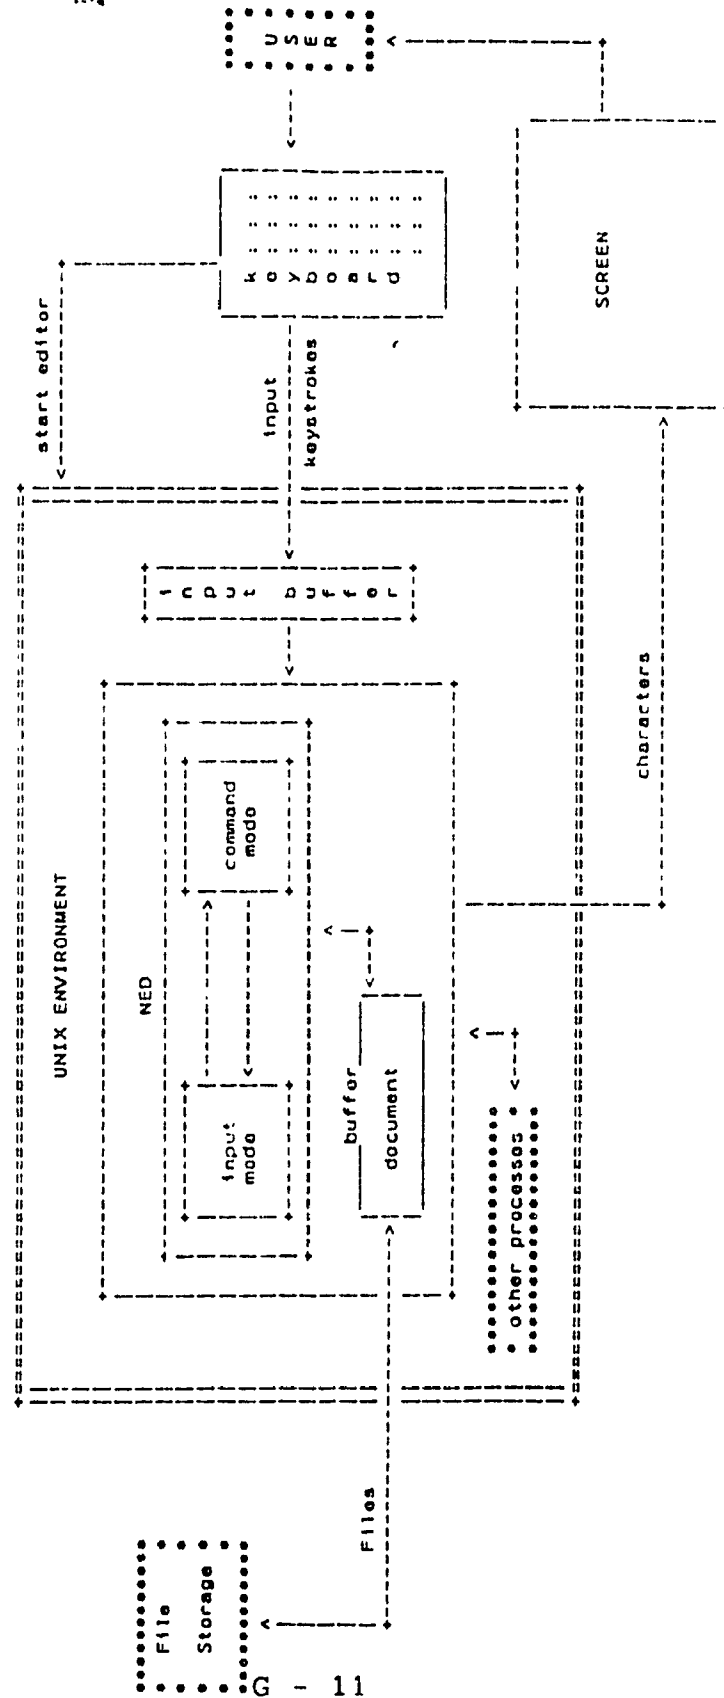 USER
keyboard
start editor
input
keystrokes
SCREEN
input buffer
UNIX ENVIRONMENT
NED
command
mode
input
mode
buffer
document
characters
other processes
Files
File
Storage
G - 11